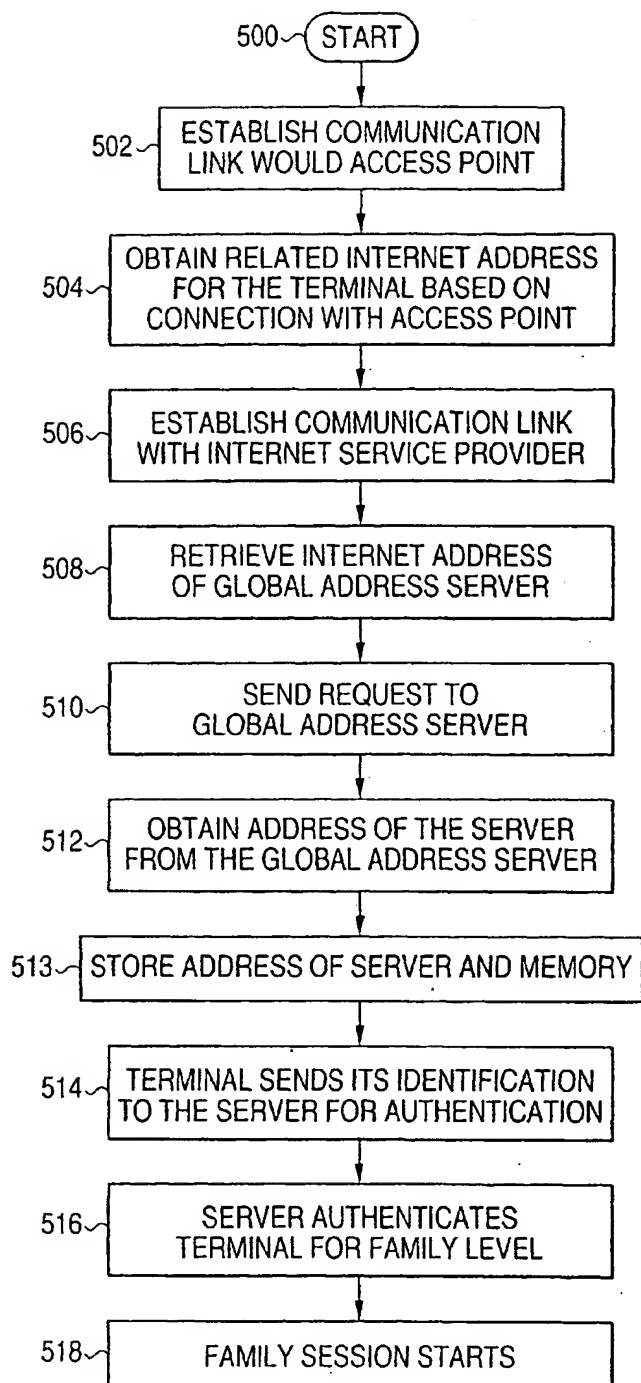 500 START
502 ESTABLISH COMMUNICATION
LINK WOULD ACCESS POINT
504 OBTAIN RELATED INTERNET ADDRESS
FOR THE TERMINAL BASED ON
CONNECTION WITH ACCESS POINT
506 ESTABLISH COMMUNICATION LINK
WITH INTERNET SERVICE PROVIDER
508 RETRIEVE INTERNET ADDRESS
OF GLOBAL ADDRESS SERVER
510 SEND REQUEST TO
GLOBAL ADDRESS SERVER
512 OBTAIN ADDRESS OF THE SERVER
FROM THE GLOBAL ADDRESS SERVER
513 STORE ADDRESS OF SERVER AND MEMORY
514 TERMINAL SENDS ITS IDENTIFICATION
TO THE SERVER FOR AUTHENTICATION
516 SERVER AUTHENTICATES
TERMINAL FOR FAMILY LEVEL
518 FAMILY SESSION STARTS